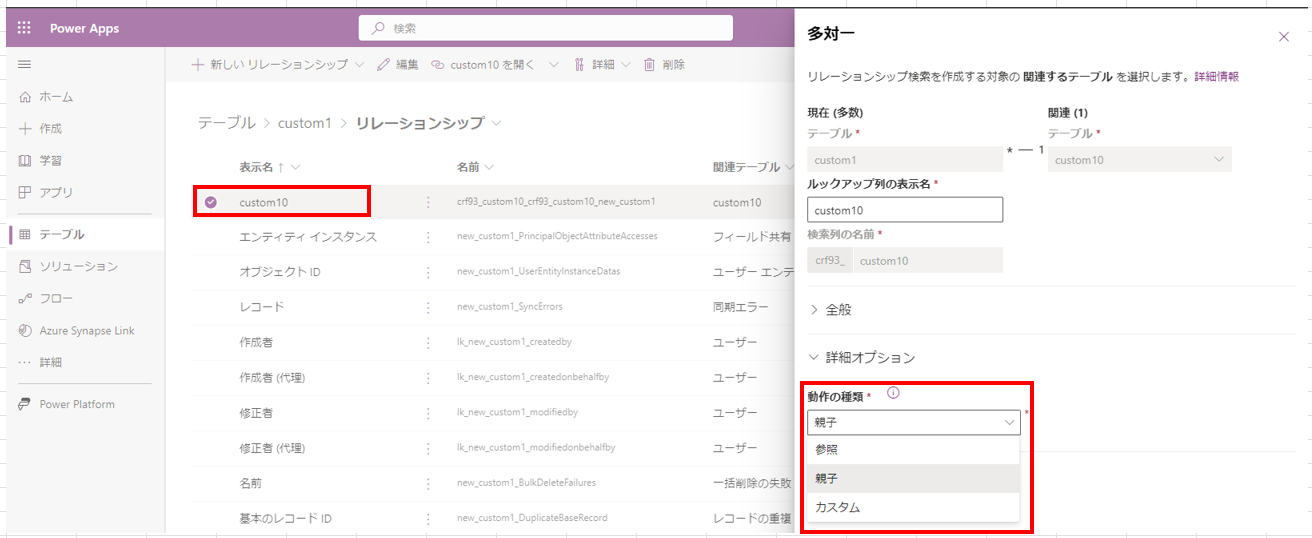 Power Apps
検索
ホーム
作成
学習
アプリ
テーブル
ソリューション
フロー
Azure Synapse Link
詳細
Power Platform
新しい リレーションシップ 編集 custom10 を開く 詳細 削除
テーブル > custom1 > リレーションシップ
表示名 ↑ 名前 関連テーブル
custom10 crf93_custom10_crf93_custom10_new_custom1 custom10
エンティティ インスタンス new_custom1_PrincipalObjectAttributeAccesses フィールド共有
オブジェクト ID new_custom1_UserEntityInstanceDatas ユーザー エンテ
レコード new_custom1_SyncErrors 同期エラー
作成者 lk_new_custom1_createdby ユーザー
作成者 (代理) lk_new_custom1_createdonbehalfby ユーザー
修正者 lk_new_custom1_modifiedby ユーザー
修正者 (代理) lk_new_custom1_modifiedonbehalfby ユーザー
名前 new_custom1_BulkDeleteFailures 一括削除の失敗
基本のレコード ID new_custom1_DuplicateBaseRecord レコードの重複
多対一
リレーションシップ検索を作成する対象の 関連するテーブル を選択します。詳細情報
現在 (多数) 関連 (1)
テーブル * テーブル *
custom1 * — 1 custom10
ルックアップ列の表示名 *
custom10
検索列の名前 *
crf93_ custom10
全般
詳細オプション
動作の種類 *
親子 *
参照
親子
カスタム